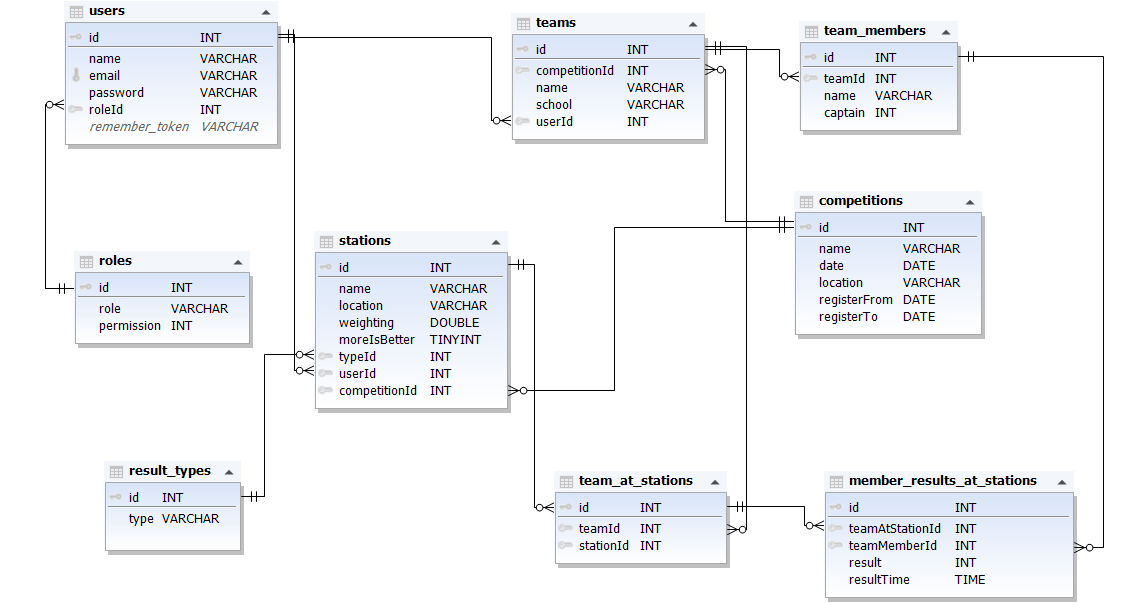 users
id INT
name VARCHAR
email VARCHAR
password VARCHAR
roleId INT
remember_token VARCHAR
teams
id INT
competitionId INT
name VARCHAR
school VARCHAR
userId INT
team_members
id INT
teamId INT
name VARCHAR
captain INT
competitions
id INT
name VARCHAR
date DATE
location VARCHAR
registerFrom DATE
registerTo DATE
stations
id INT
name VARCHAR
location VARCHAR
weighting DOUBLE
moreIsBetter TINYINT
typeId INT
userId INT
competitionId INT
roles
id INT
role VARCHAR
permission INT
result_types
id INT
type VARCHAR
team_at_stations
id INT
teamId INT
stationId INT
member_results_at_stations
id INT
teamAtStationId INT
teamMemberId INT
result INT
resultTime TIME